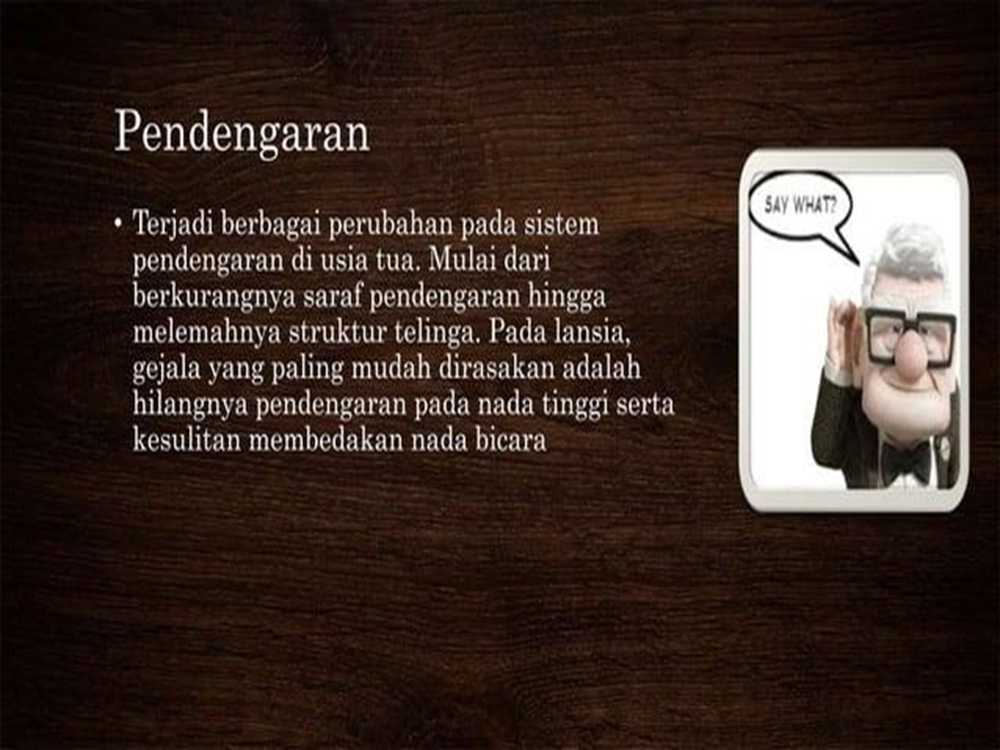 Pendengaran
• Terjadi berbagai perubahan pada sistem
pendengaran di usia tua. Mulai dari
berkurangnya saraf pendengaran hingga
melemahnya struktur telinga. Pada lansia,
gejala yang paling mudah dirasakan adalah
hilangnya pendengaran pada nada tinggi serta
kesulitan membedakan nada bicara
SAY WHAT?